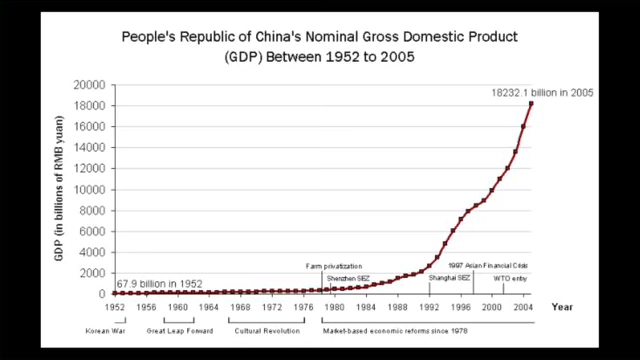 People's Republic of China's Nominal Gross Domestic Product
(GDP) Between 1952 to 2005
GDP (in billions of RMB yuan)
20000
18000
16000
14000
12000
10000
8000
6000
4000
2000
0
18232.1 billion in 2005
67.9 billion in 1952
Farm privatization
Shenzhen SEZ
1997 Asian Financial Crisis
Shanghai SEZ
WTO entry
1952 1956 1960 1964 1968 1972 1976 1980 1984 1988 1992 1996 2000 2004
Year
Korean War
Great Leap Forward
Cultural Revolution
Market-based economic reforms since 1978